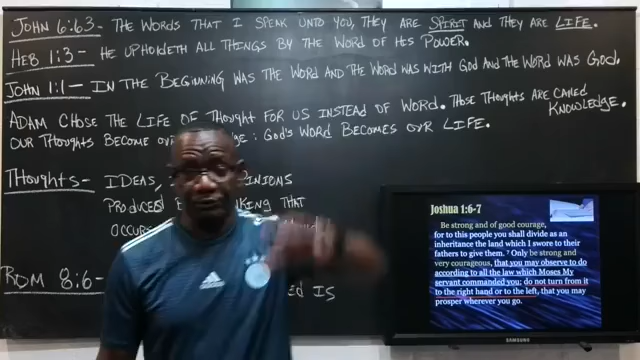 JOHN 6:63- THE WORDS THAT I SPEAK UNTO YOU, THEY ARE SPIRIT AND THEY ARE LIFE.
HEB 1:3- HE UPHOLDETH ALL THINGS BY THE WORD OF HIS POWER.
JOHN 1:1- IN THE BEGINNING WAS THE WORD AND THE WORD WAS WITH GOD AND THE WORD WAS GOD.
ADAM CHOSE THE LIFE OF THOUGHT FOR US INSTEAD OF WORD. THOSE THOUGHTS ARE CALLED KNOWLEDGE.
OUR THOUGHTS BECOME OUR : GOD'S WORD BECOMES OUR LIFE.
THOUGHTS- IDEAS,
PRODUCE THAT
OCCUR
ROM 8:6- IS
Joshua 1:6-7
Be strong and of good courage,
for to this people you shall divide as an
inheritance the land which I swore to their
fathers to give them. 7 Only be strong and
very courageous, that you may observe to do
according to all the law which Moses My
servant commanded you; do not turn from it
to the right hand or to the left, that you may
prosper wherever you go.
SAMSUNG